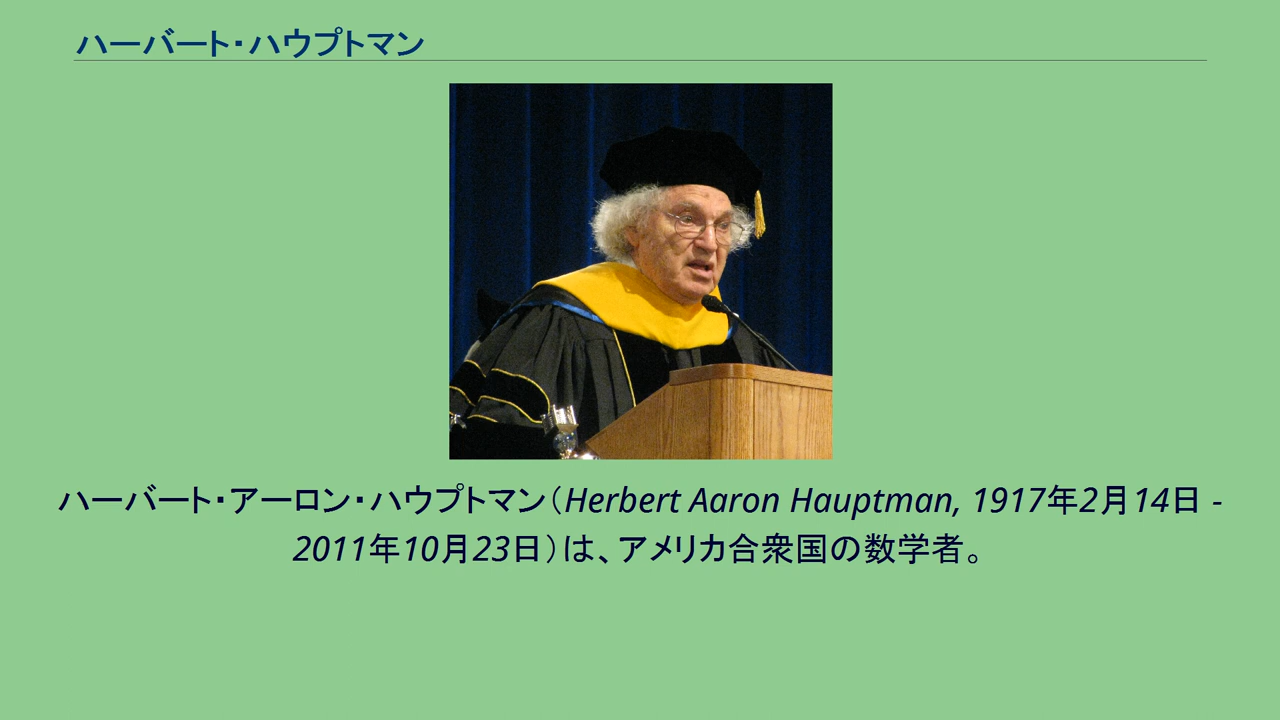 ハーバート・ハウプトマン
ハーバート・アーロン・ハウプトマン（Herbert Aaron Hauptman, 1917年2月14日 -
2011年10月23日）は、アメリカ合衆国の数学者。